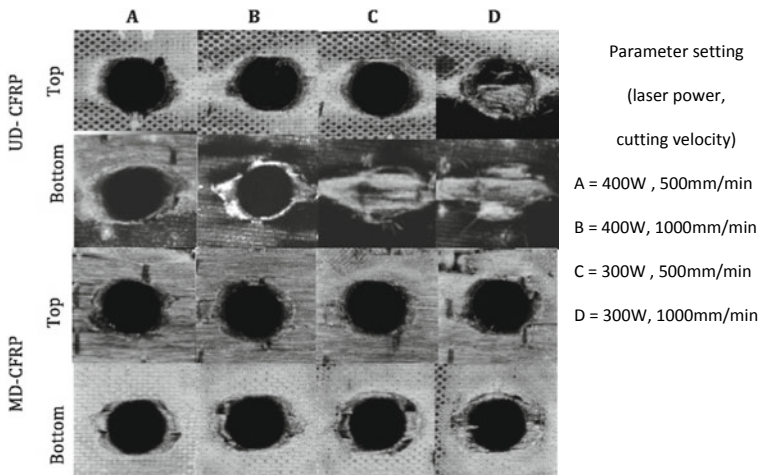 A B C D
UD- CFRP
Top
Bottom
MD-CFRP
Top
Bottom
Parameter setting
(laser power,
cutting velocity)
A = 400W , 500mm/min
B = 400W, 1000mm/min
C = 300W , 500mm/min
D = 300W, 1000mm/min